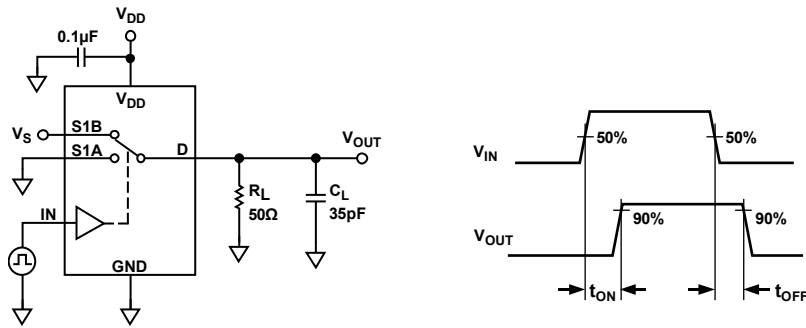 VDD
0.1µF
VDD
VS
S1B
S1A
D
VOUT
RL
50Ω
CL
35pF
IN
GND
VIN
50%
50%
VOUT
90%
90%
tON
tOFF